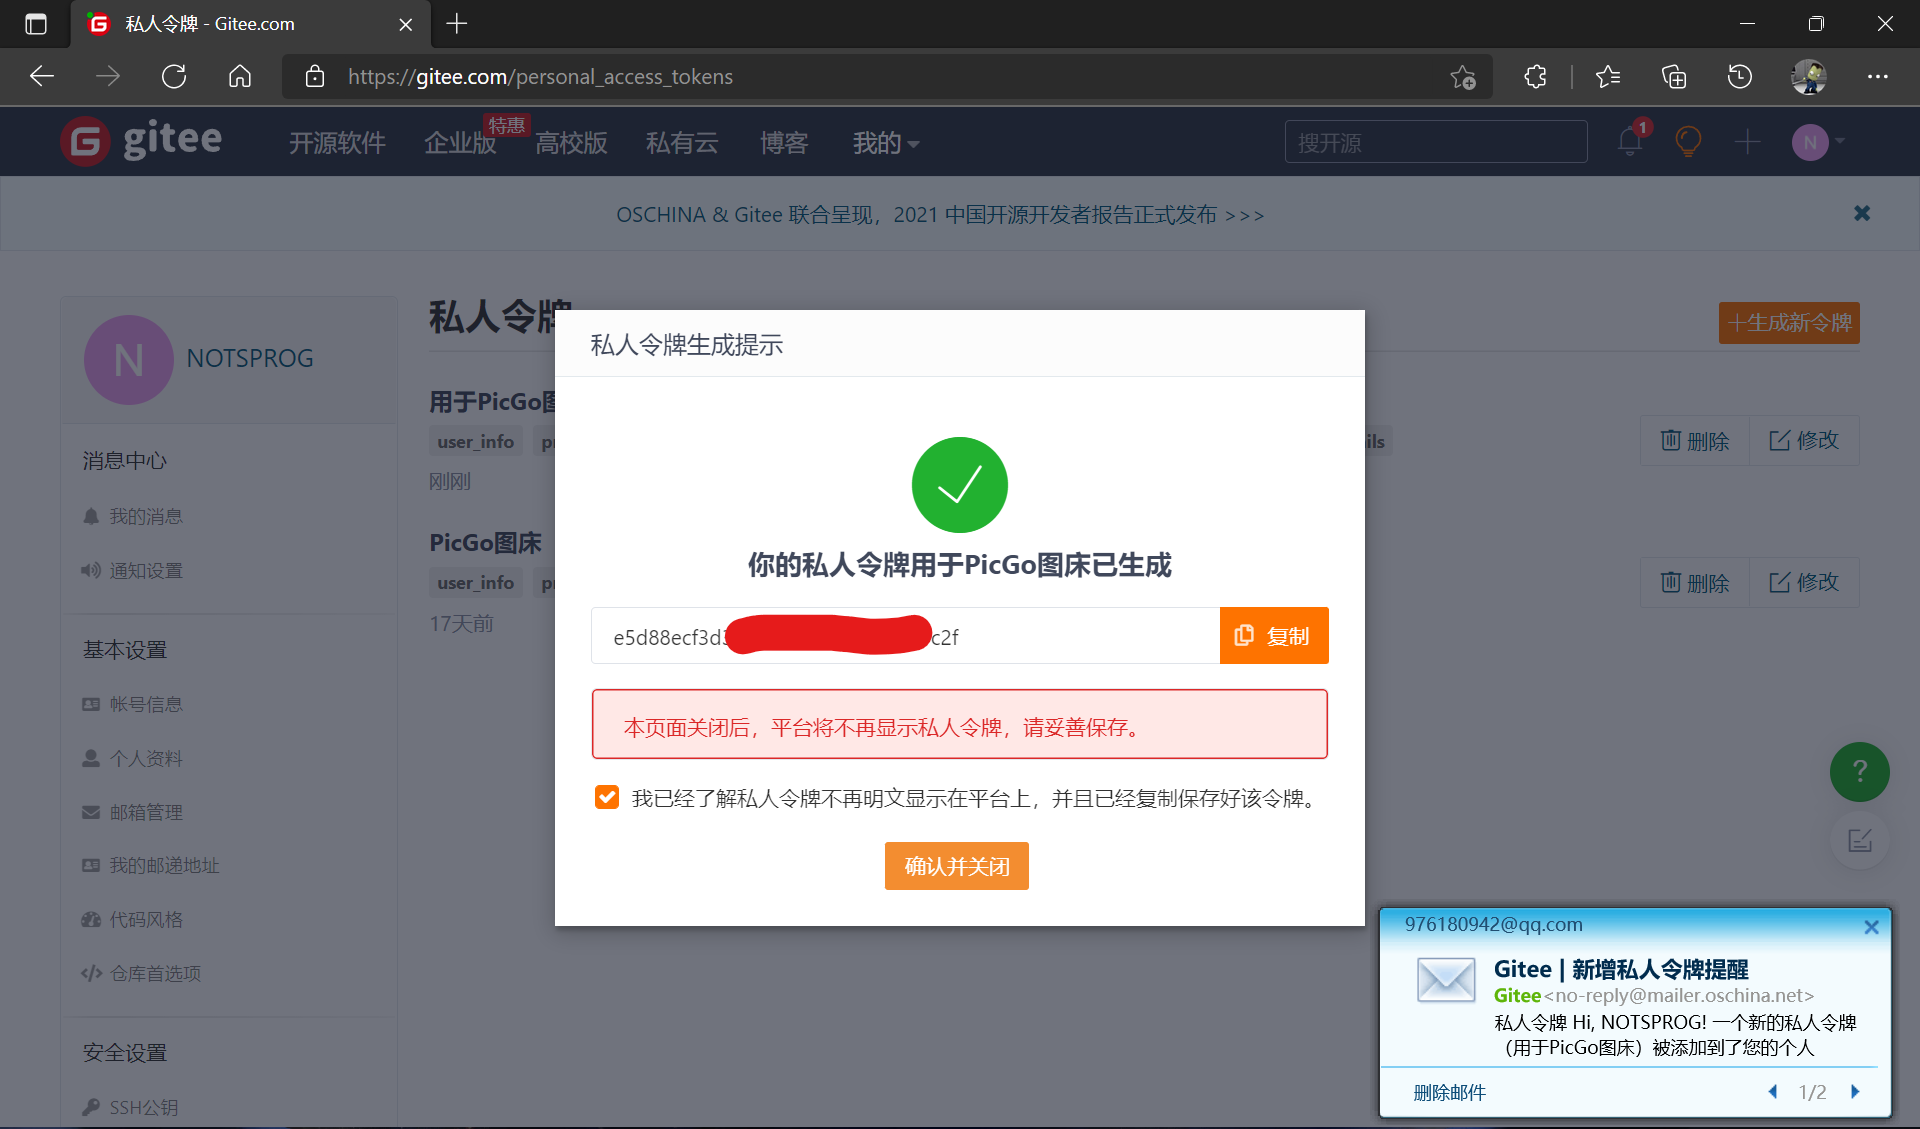 私人令牌 - Gitee.com
https://gitee.com/personal_access_tokens
gitee
开源软件
企业版
特惠
高校版
私有云
博客
我的
搜开源
1
N
OSCHINA & Gitee 联合呈现，2021 中国开源开发者报告正式发布 >>>
N
NOTSPROG
消息中心
我的消息
通知设置
基本设置
帐号信息
个人资料
邮箱管理
我的邮递地址
代码风格
仓库首选项
安全设置
SSH公钥
私人令牌
+生成新令牌
用于PicGo图
user_info
ils
刚刚
删除
修改
PicGo图床
user_info
17天前
删除
修改
私人令牌生成提示
你的私人令牌用于PicGo图床已生成
e5d88ecf3d
c2f
复制
本页面关闭后，平台将不再显示私人令牌，请妥善保存。
我已经了解私人令牌不再明文显示在平台上，并且已经复制保存好该令牌。
确认并关闭
?
976180942@qq.com
Gitee | 新增私人令牌提醒
Gitee<no-reply@mailer.oschina.net>
私人令牌 Hi, NOTSPROG! 一个新的私人令牌
（用于PicGo图床）被添加到了您的个人
删除邮件
1/2